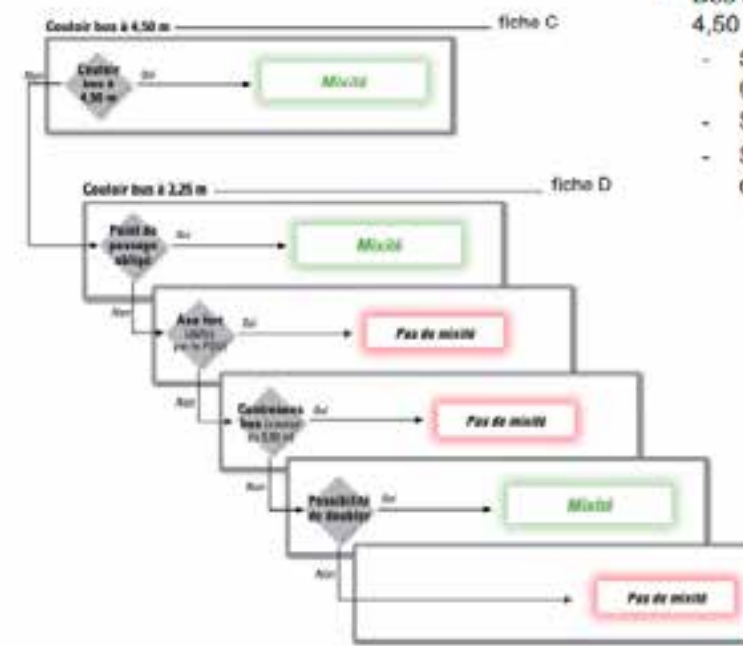 Couloir bus à 4,50 m
fiche C
4,50
Non
Couloir
bus à
4,50 m
Oui
Mixité
Couloir bus à 3,25 m
fiche D
Point de
passage
obligé
Oui
Mixité
Non
Axe
Oui
Pas de mixité
Non
bus
Oui
Pas de mixité
Non
Possibilité
de doubler
Oui
Mixité
Non
Pas de mixité